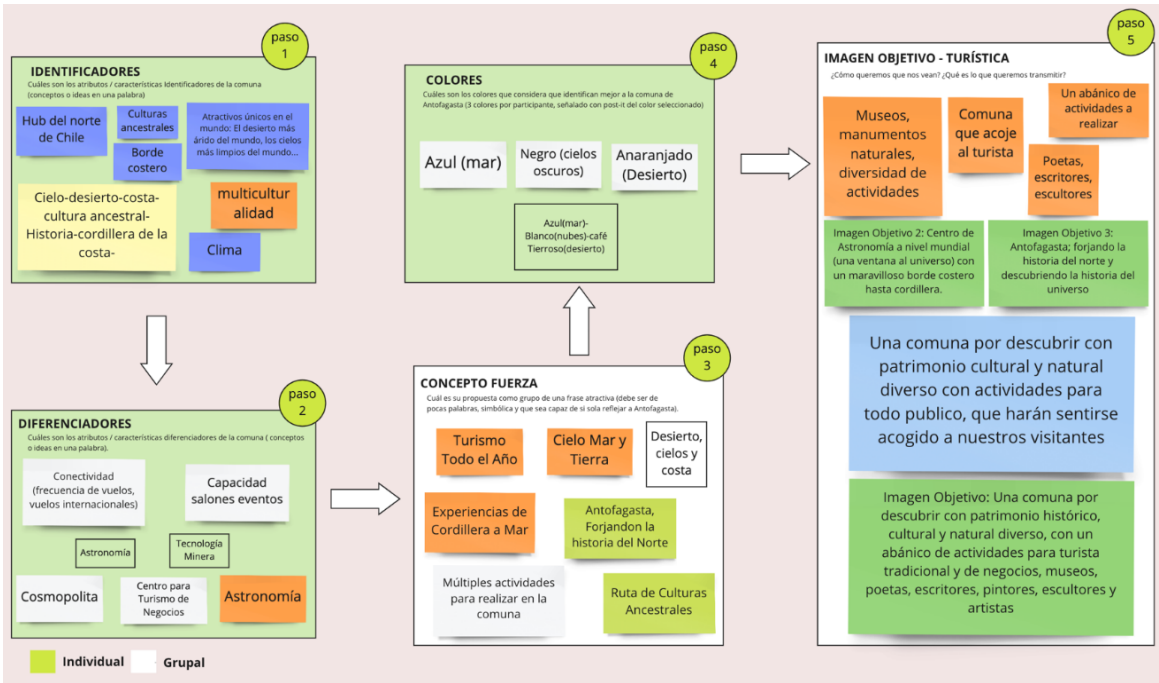 paso
1
IDENTIFICADORES
Cuáles son los atributos / características Identificadores de la comuna
(conceptos o ideas en una palabra)
Hub del norte
de Chile
Culturas
ancestrales
Borde
costero
Atractivos únicos en el
mundo: El desierto más
árido del mundo, los cielos
más limpios del mundo...
Cielo-desierto-costa-
cultura ancestral-
Historia-cordillera de la
costa-
multicultur
alidad
Clima
paso
2
DIFERENCIADORES
Cuáles son los atributos / características diferenciadores de la comuna ( conceptos
o ideas en una palabra).
Conectividad
(frecuencia de vuelos,
vuelos internacionales)
Capacidad
salones eventos
Astronomía
Tecnología
Minera
Cosmopolita
Centro para
Turismo de
Negocios
Astronomía
paso
3
CONCEPTO FUERZA
Cuál es su propuesta como grupo de una frase atractiva (debe ser de
pocas palabras, simbólica y que sea capaz de si sola reflejar a Antofagasta).
Turismo
Todo el Año
Cielo Mar y
Tierra
Desierto,
cielos y
costa
Experiencias de
Cordillera a Mar
Antofagasta,
Forjandon la
historia del Norte
Múltiples actividades
para realizar en la
comuna
Ruta de Culturas
Ancestrales
paso
4
COLORES
Cuáles son los colores que considera que identifican mejor a la comuna de
Antofagasta (3 colores por participante, señalado con post-it del color seleccionado)
Azul (mar)
Negro (cielos
oscuros)
Anaranjado
(Desierto)
Azul(mar)-
Blanco(nubes)-café
Tierroso(desierto)
paso
5
IMAGEN OBJETIVO - TURÍSTICA
¿Cómo queremos que nos vean? ¿Qué es lo que queremos transmitir?
Museos,
manumentos
naturales,
diversidad de
actividades
Comuna
que acoje
al turista
Un abánico de
actividades a
realizar
Poetas,
escritores,
escultores
Imagen Objetivo 2: Centro de
Astronomía a nivel mundial
(una ventana al universo) con
un maravilloso borde costero
hasta cordillera.
Imagen Objetivo 3:
Antofagasta; forjando la
historia del norte y
descubriendo la historia del
universo
Una comuna por descubrir con
patrimonio cultural y natural
diverso con actividades para
todo publico, que harán sentirse
acogido a nuestros visitantes
Imagen Objetivo: Una comuna por
descubrir con patrimonio histórico,
cultural y natural diverso, con un
abánico de actividades para turista
tradicional y de negocios, museos,
poetas, escritores, pintores, escultores y
artistas
Individual
Grupal